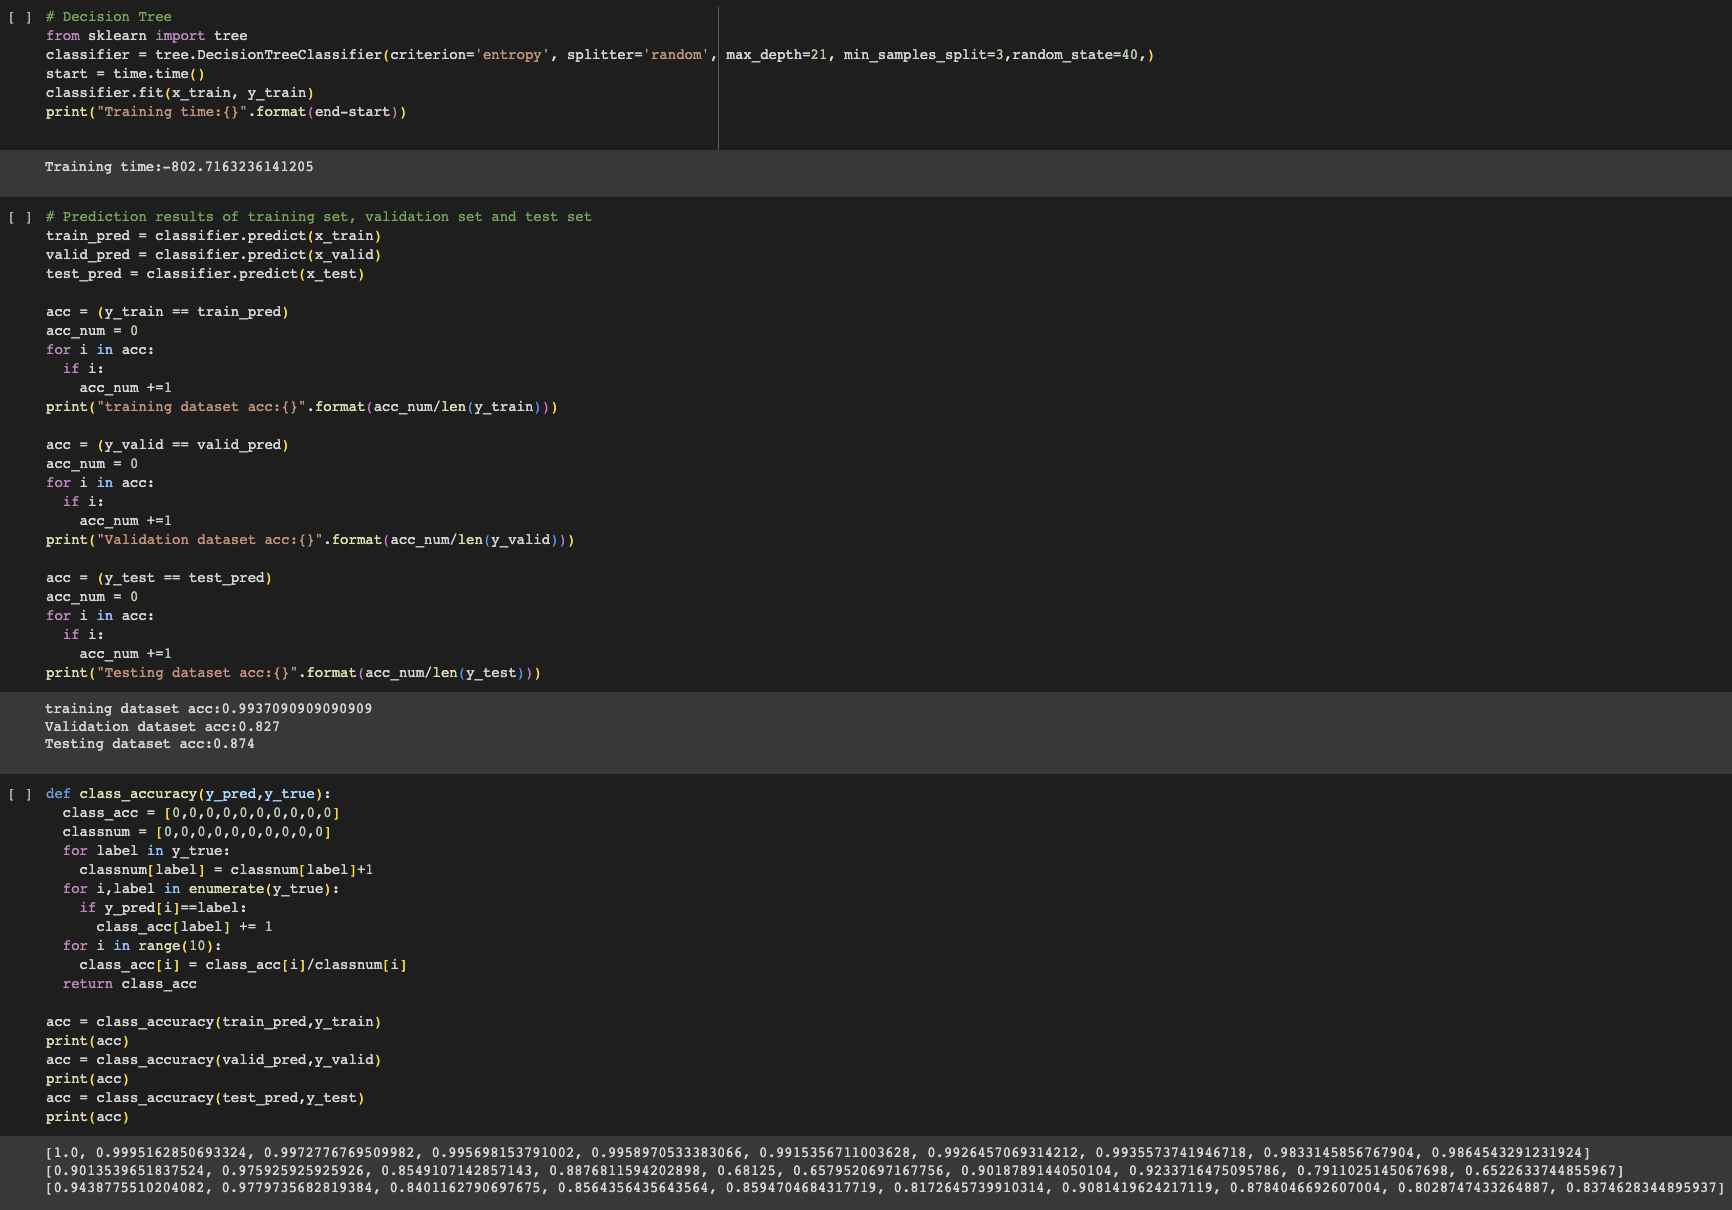 [ ] # Decision Tree
from sklearn import tree
classifier = tree.DecisionTreeClassifier(criterion='entropy', splitter='random', max_depth=21, min_samples_split=3,random_state=40,)
start = time.time()
classifier.fit(x_train, y_train)
print("Training time:{}".format(end-start))
Training time:-802.7163236141205
[ ] # Prediction results of training set, validation set and test set
train_pred = classifier.predict(x_train)
valid_pred = classifier.predict(x_valid)
test_pred = classifier.predict(x_test)
acc = (y_train == train_pred)
acc_num = 0
for i in acc:
  if i:
    acc_num +=1
print("training dataset acc:{}".format(acc_num/len(y_train)))
acc = (y_valid == valid_pred)
acc_num = 0
for i in acc:
  if i:
    acc_num +=1
print("Validation dataset acc:{}".format(acc_num/len(y_valid)))
acc = (y_test == test_pred)
acc_num = 0
for i in acc:
  if i:
    acc_num +=1
print("Testing dataset acc:{}".format(acc_num/len(y_test)))
training dataset acc:0.9937090909090909
Validation dataset acc:0.827
Testing dataset acc:0.874
[ ] def class_accuracy(y_pred,y_true):
  class_acc = [0,0,0,0,0,0,0,0,0,0]
  classnum = [0,0,0,0,0,0,0,0,0,0]
  for label in y_true:
    classnum[label] = classnum[label]+1
  for i,label in enumerate(y_true):
    if y_pred[i]==label:
      class_acc[label] += 1
  for i in range(10):
    class_acc[i] = class_acc[i]/classnum[i]
  return class_acc
acc = class_accuracy(train_pred,y_train)
print(acc)
acc = class_accuracy(valid_pred,y_valid)
print(acc)
acc = class_accuracy(test_pred,y_test)
print(acc)
[1.0, 0.9995162850693324, 0.9972776769509982, 0.995698153791002, 0.9958970533383066, 0.9915356711003628, 0.9926457069314212, 0.9935573741946718, 0.9833145856767904, 0.9864543291231924]
[0.9013539651837524, 0.975925925925926, 0.8549107142857143, 0.8876811594202898, 0.68125, 0.6579520697167756, 0.9018789144050104, 0.9233716475095786, 0.7911025145067698, 0.6522633744855967]
[0.9438775510204082, 0.9779735682819384, 0.8401162790697675, 0.8564356435643564, 0.8594704684317719, 0.8172645739910314, 0.9081419624217119, 0.8784046692607004, 0.8028747433264887, 0.8374628344895937]